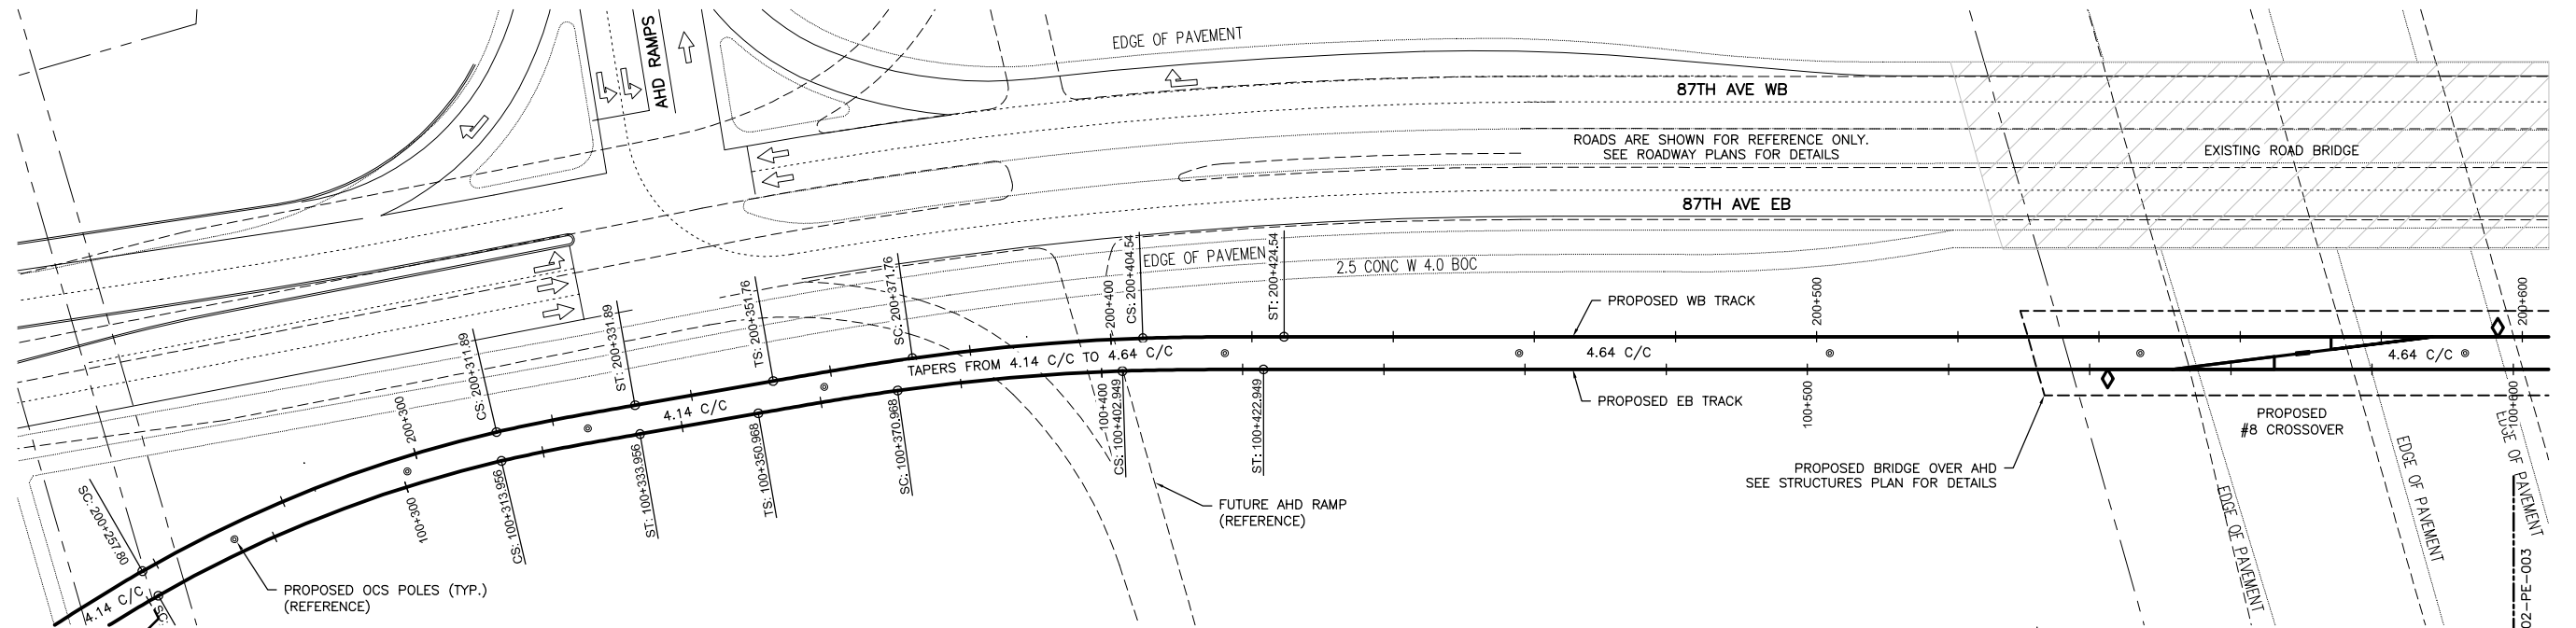 AHD RAMPS
EDGE OF PAVEMENT
87TH AVE WB
ROADS ARE SHOWN FOR REFERENCE ONLY.
SEE ROADWAY PLANS FOR DETAILS
EXISTING ROAD BRIDGE
87TH AVE EB
EDGE OF PAVEMENT
2.5 CONC W 4.0 BOC
SC: 200+257.80
200+300
CS: 200+311.89
ST: 200+331.89
TS: 200+351.76
SC: 200+371.76
200+400
CS: 200+404.54
ST: 200+424.54
PROPOSED WB TRACK
200+500
200+600
4.14 C/C
4.14 C/C
TAPERS FROM 4.14 C/C TO 4.64 C/C
4.64 C/C
4.64 C/C
SC:
100+300
CS: 100+313.956
ST: 100+333.956
TS: 100+350.968
SC: 100+370.968
100+400
CS: 100+402.949
ST: 100+422.949
PROPOSED EB TRACK
100+500
100+600
PROPOSED
#8 CROSSOVER
PROPOSED BRIDGE OVER AHD
SEE STRUCTURES PLAN FOR DETAILS
FUTURE AHD RAMP
(REFERENCE)
PROPOSED OCS POLES (TYP.)
(REFERENCE)
EDGE OF PAVEMENT
EDGE OF PAVEMENT
EDGE OF PAVEMENT
02-PE-003